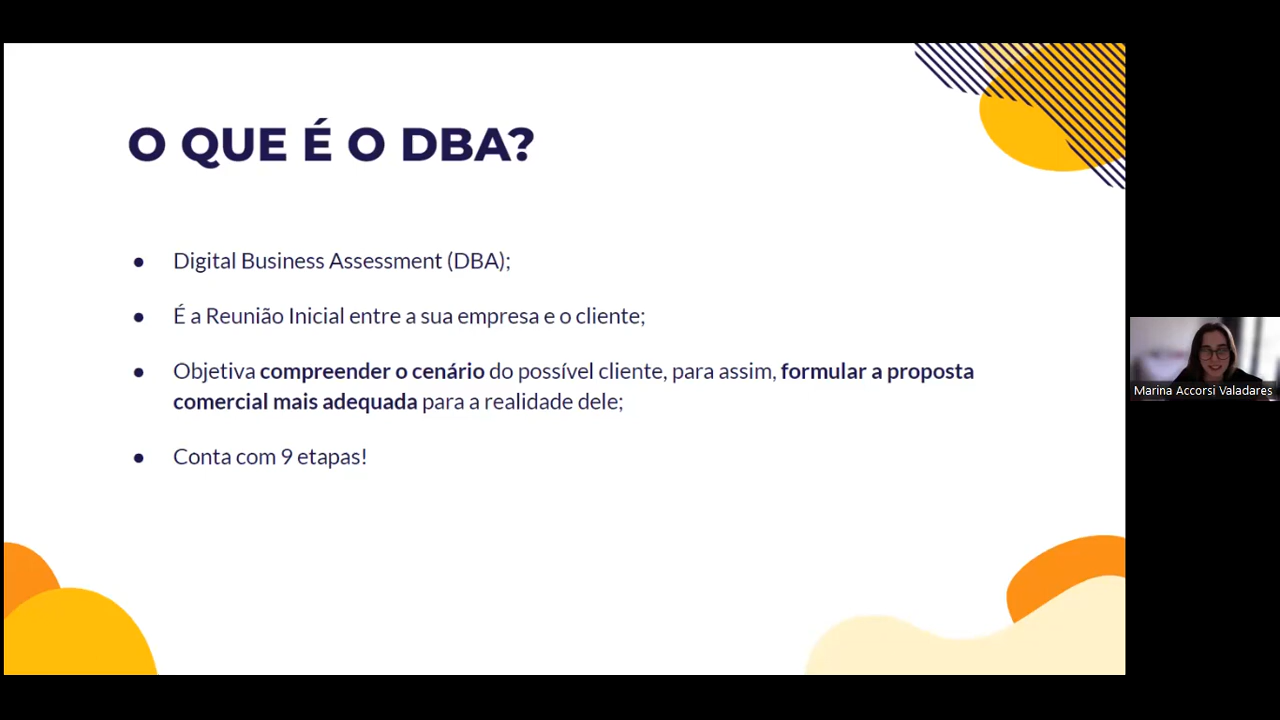 O QUE É O DBA?
● Digital Business Assessment (DBA);
● É a Reunião Inicial entre a sua empresa e o cliente;
● Objetiva compreender o cenário do possível cliente, para assim, formular a proposta
comercial mais adequada para a realidade dele;
● Conta com 9 etapas!
Marina Accorsi Valadares